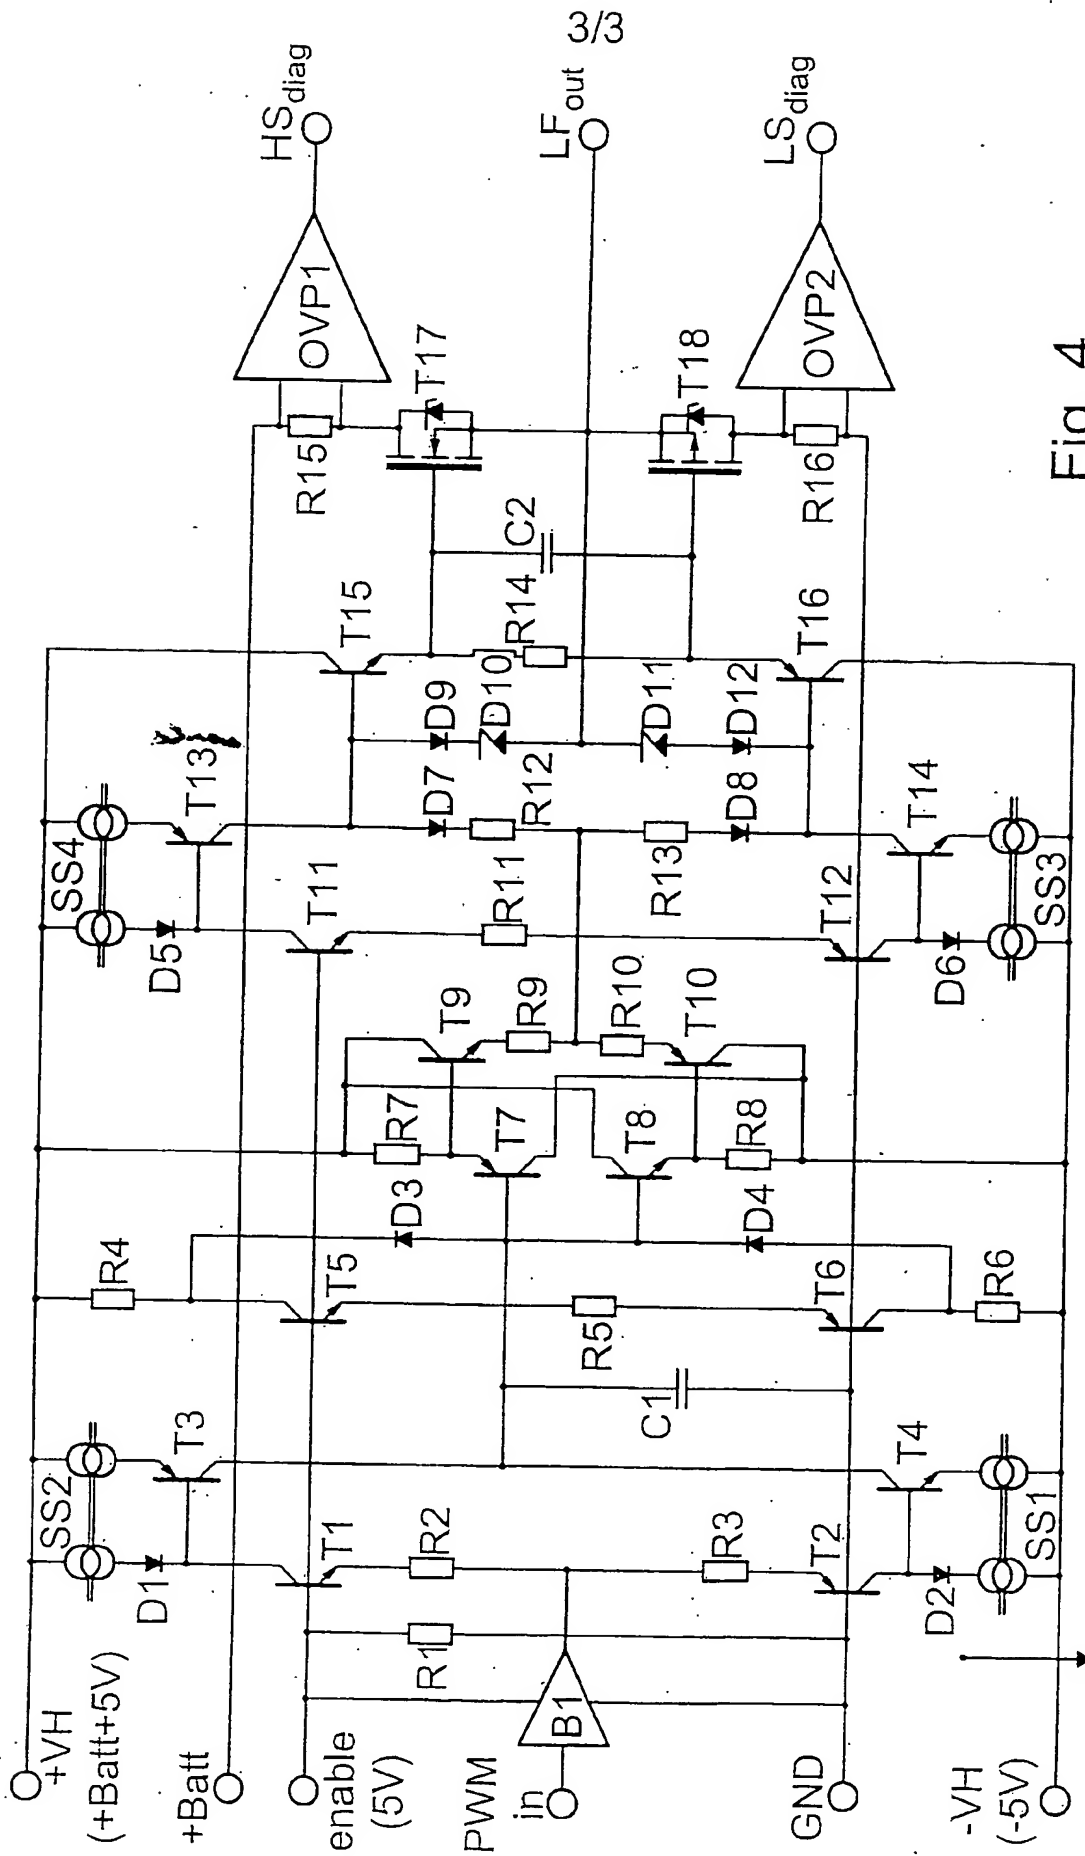 3/3
HSdiag
LFout
LSdiag
OVP1
OVP2
T17
T18
R15
R16
C2
T15
R14
T16
D9
D10
D11
D12
T13
D7
R12
D8
T14
SS4
R13
SS3
T11
R11
T12
D5
D6
T9
R9
R10
T10
R7
T7
T8
R8
D3
D4
R4
T5
R5
T6
R6
C1
SS2
T3
T4
SS1
D1
T1
R2
R3
T2
D2
R1
B1
+VH
(+Batt+5V)
+Batt
enable
(5V)
PWM
in
GND
-VH
(-5V)
Fig. 4